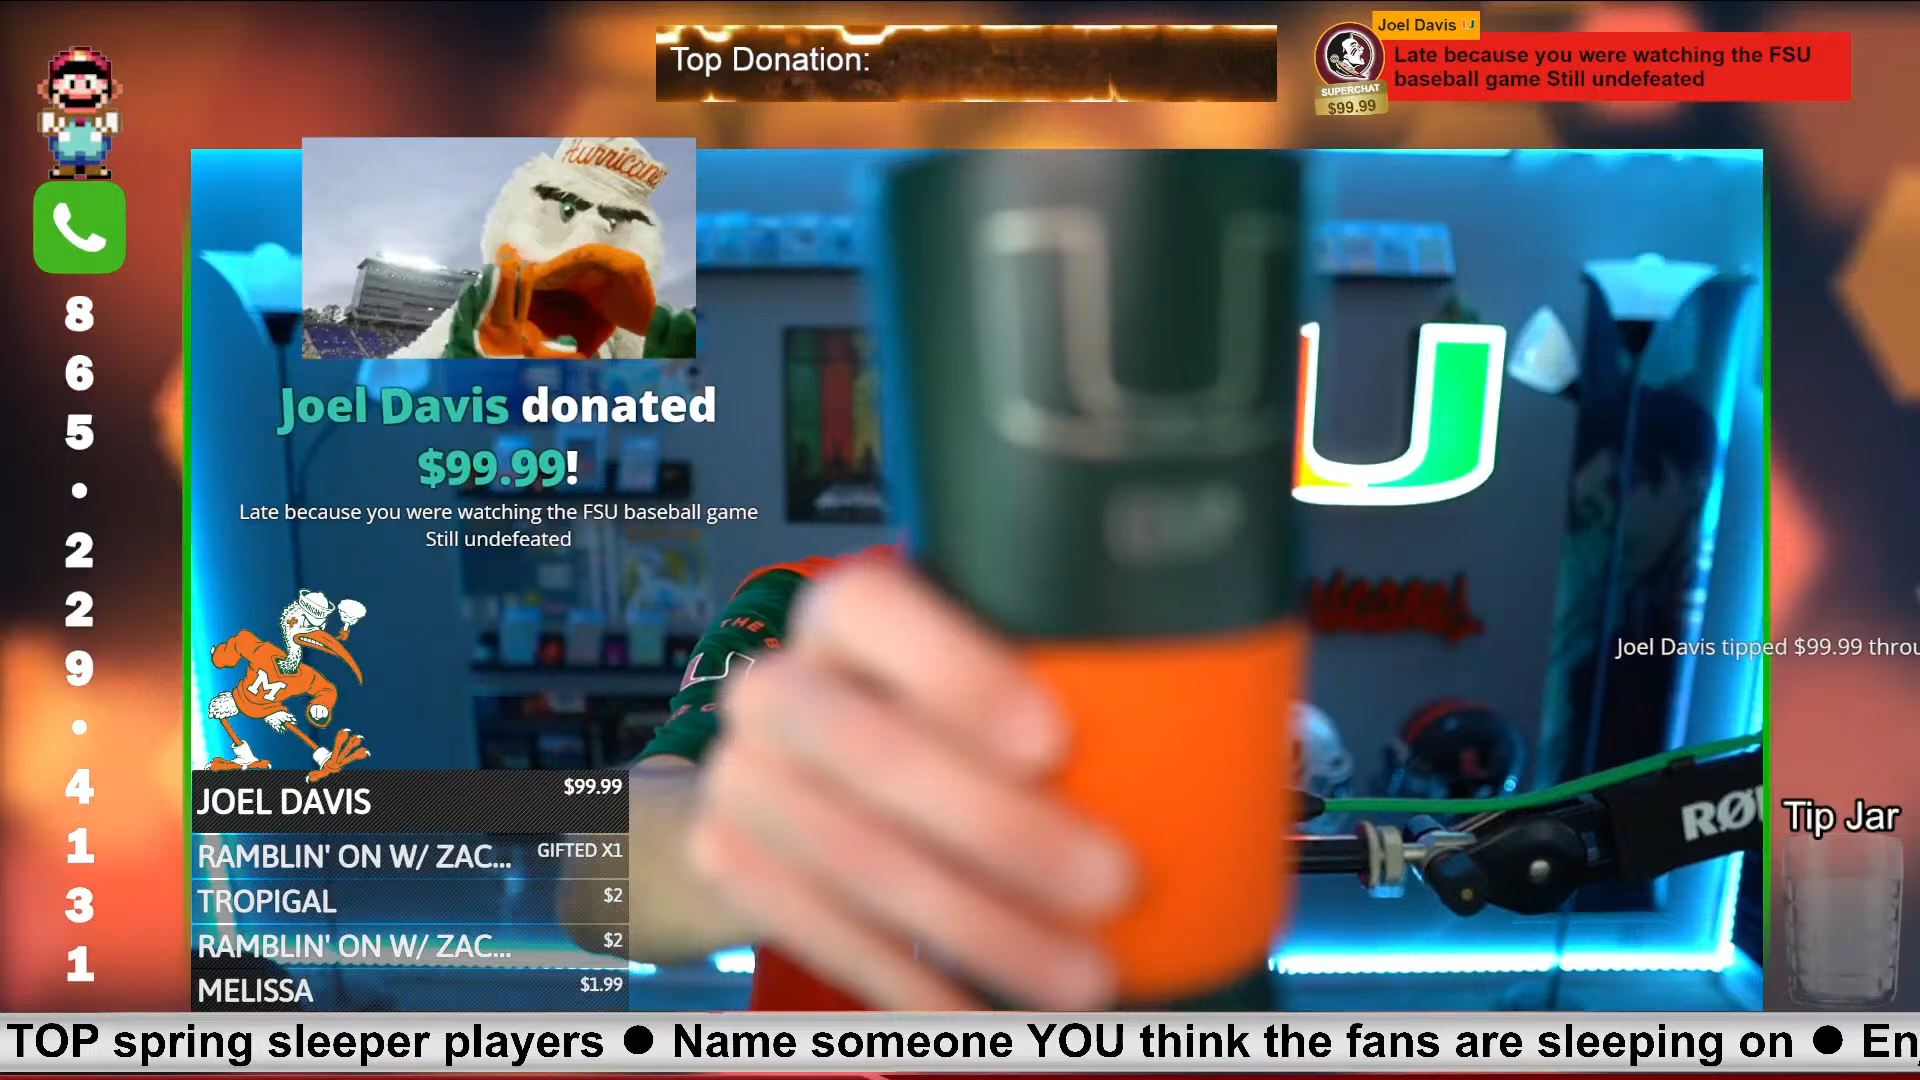 Top Donation:
Joel Davis
Late because you were watching the FSU
baseball game Still undefeated
SUPERCHAT
$99.99
Hurricanes
Joel Davis donated
$99.99!
Late because you were watching the FSU baseball game
Still undefeated
8
6
5
•
2
2
9
•
4
1
3
1
U
U
THE
U
M
Joel Davis tipped $99.99 throu
RØD
Tip Jar
JOEL DAVIS $99.99
RAMBLIN' ON W/ ZAC... GIFTED X1
TROPIGAL $2
RAMBLIN' ON W/ ZAC... $2
MELISSA $1.99
TOP spring sleeper players ● Name someone YOU think the fans are sleeping on ● En